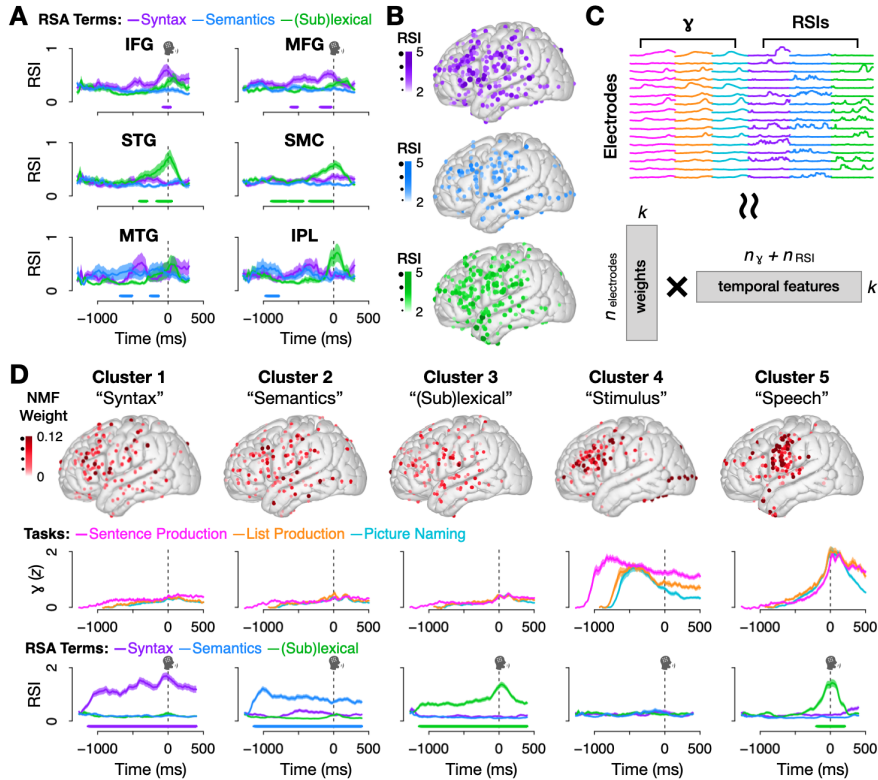 A
RSA Terms: —Syntax —Semantics —(Sub)lexical
IFG MFG
RSI
1
0
STG SMC
RSI
1
0
MTG IPL
RSI
1
0
−1000 0 500 −1000 0 500
Time (ms) Time (ms)
B
RSI
5
2
RSI
5
2
RSI
5
2
C
ɣ RSIs
Electrodes
≈
k
n electrodes
weights
×
nɣ + nRSI
temporal features
k
D
Cluster 1 Cluster 2 Cluster 3 Cluster 4 Cluster 5
“Syntax” “Semantics” “(Sub)lexical” “Stimulus” “Speech”
NMF
Weight
0.12
0
Tasks: —Sentence Production —List Production —Picture Naming
ɣ (z)
2
0
−1000 0 500 −1000 0 500 −1000 0 500 −1000 0 500 −1000 0 500
RSA Terms: —Syntax —Semantics —(Sub)lexical
RSI
2
0
−1000 0 500 −1000 0 500 −1000 0 500 −1000 0 500 −1000 0 500
Time (ms) Time (ms) Time (ms) Time (ms) Time (ms)